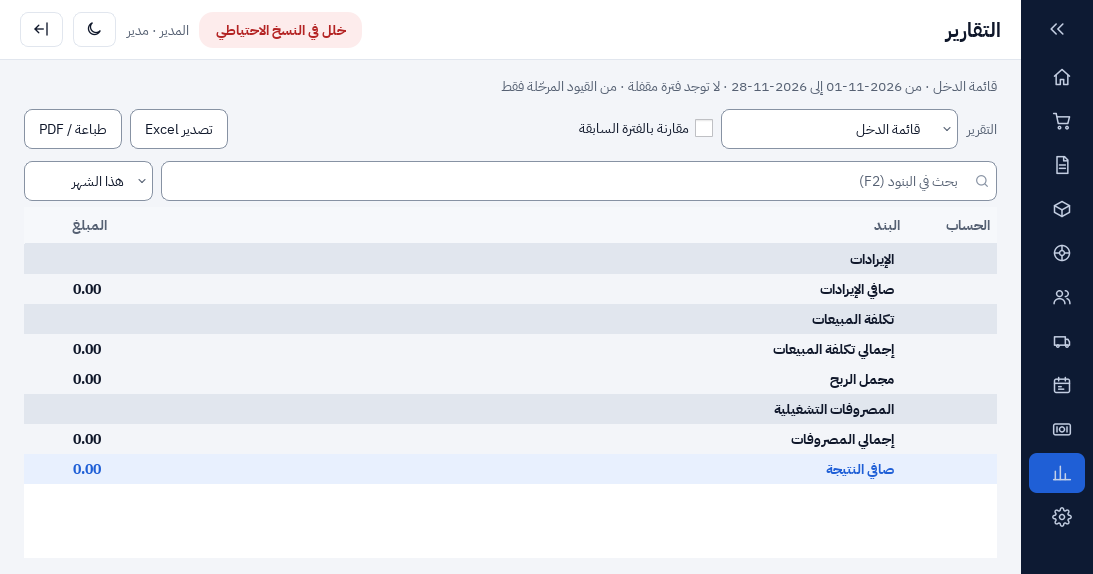 التقارير
خلل في النسخ الاحتياطي
المدير · مدير
قائمة الدخل · من 2026-11-01 إلى 2026-11-28 · لا توجد فترة مقفلة · من القيود المرحّلة فقط
التقرير
قائمة الدخل
مقارنة بالفترة السابقة
تصدير Excel
طباعة / PDF
بحث في البنود (F2)
هذا الشهر
الحساب البند المبلغ
الإيرادات
صافي الإيرادات 0.00
تكلفة المبيعات
إجمالي تكلفة المبيعات 0.00
مجمل الربح 0.00
المصروفات التشغيلية
إجمالي المصروفات 0.00
صافي النتيجة 0.00